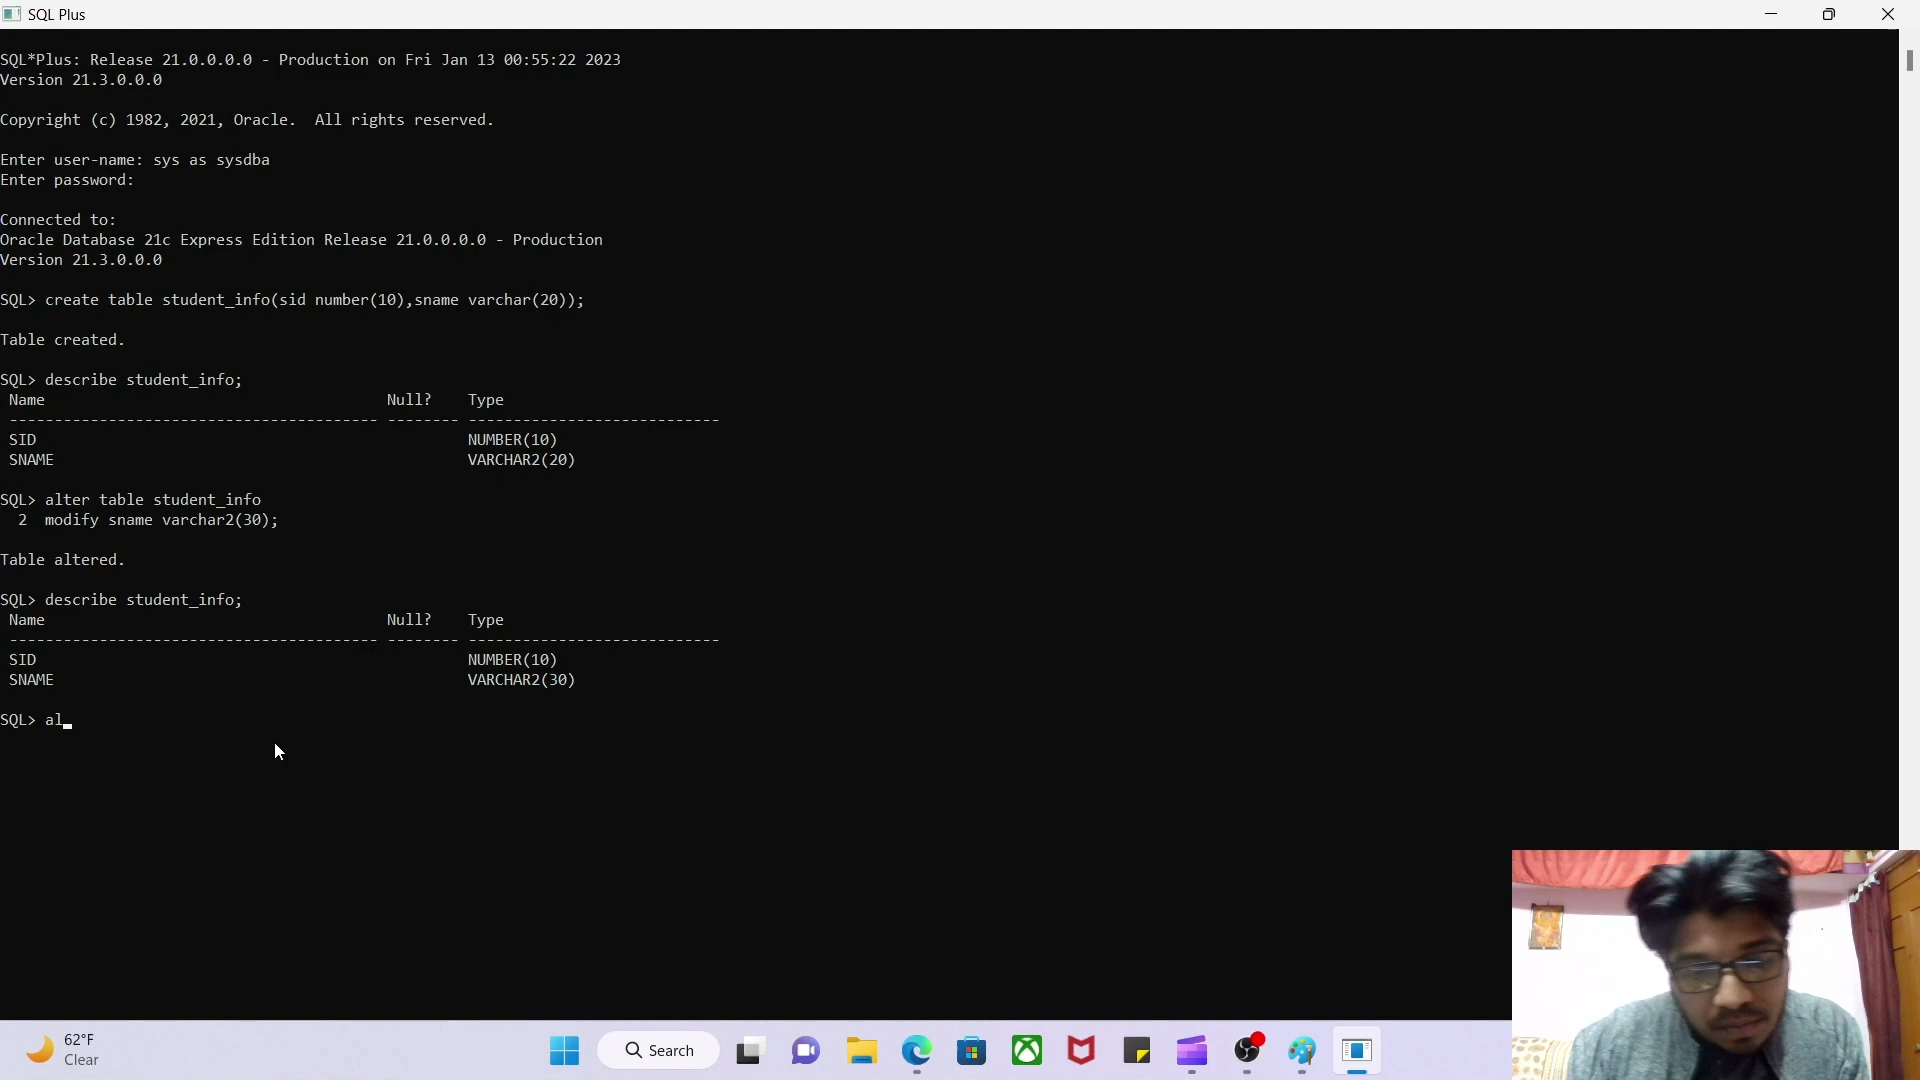 SQL Plus
SQL*Plus: Release 21.0.0.0.0 - Production on Fri Jan 13 00:55:22 2023
Version 21.3.0.0.0
Copyright (c) 1982, 2021, Oracle.  All rights reserved.
Enter user-name: sys as sysdba
Enter password:
Connected to:
Oracle Database 21c Express Edition Release 21.0.0.0.0 - Production
Version 21.3.0.0.0
SQL> create table student_info(sid number(10),sname varchar(20));
Table created.
SQL> describe student_info;
Name Null? Type
----------------------------------------- -------- ----------------------------
SID NUMBER(10)
SNAME VARCHAR2(20)
SQL> alter table student_info
2  modify sname varchar2(30);
Table altered.
SQL> describe student_info;
Name Null? Type
----------------------------------------- -------- ----------------------------
SID NUMBER(10)
SNAME VARCHAR2(30)
SQL> al_
62°F
Clear
Search